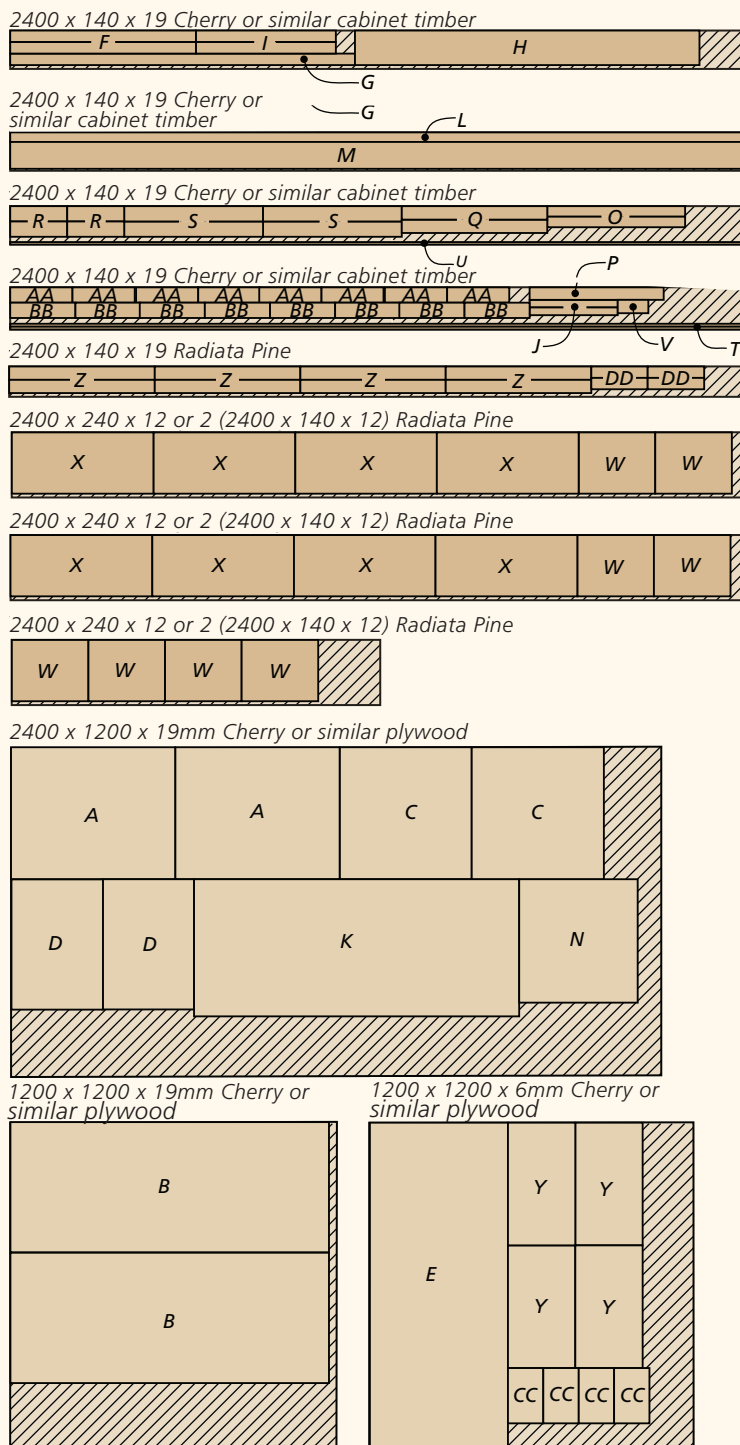 2400 x 140 x 19 Cherry or similar cabinet timber
F I H
G
2400 x 140 x 19 Cherry or
similar cabinet timber
G
L
M
2400 x 140 x 19 Cherry or similar cabinet timber
R R S S Q O
U
2400 x 140 x 19 Cherry or similar cabinet timber
P
AA AA AA AA AA AA AA AA
BB BB BB BB BB BB BB BB
J V T
2400 x 140 x 19 Radiata Pine
Z Z Z Z DD DD
2400 x 240 x 12 or 2 (2400 x 140 x 12) Radiata Pine
X X X X W W
2400 x 240 x 12 or 2 (2400 x 140 x 12) Radiata Pine
X X X X W W
2400 x 240 x 12 or 2 (2400 x 140 x 12) Radiata Pine
W W W W
2400 x 1200 x 19mm Cherry or similar plywood
A A C C
D D K N
1200 x 1200 x 19mm Cherry or
similar plywood
B
B
1200 x 1200 x 6mm Cherry or
similar plywood
Y Y
E
Y Y
CC CC CC CC